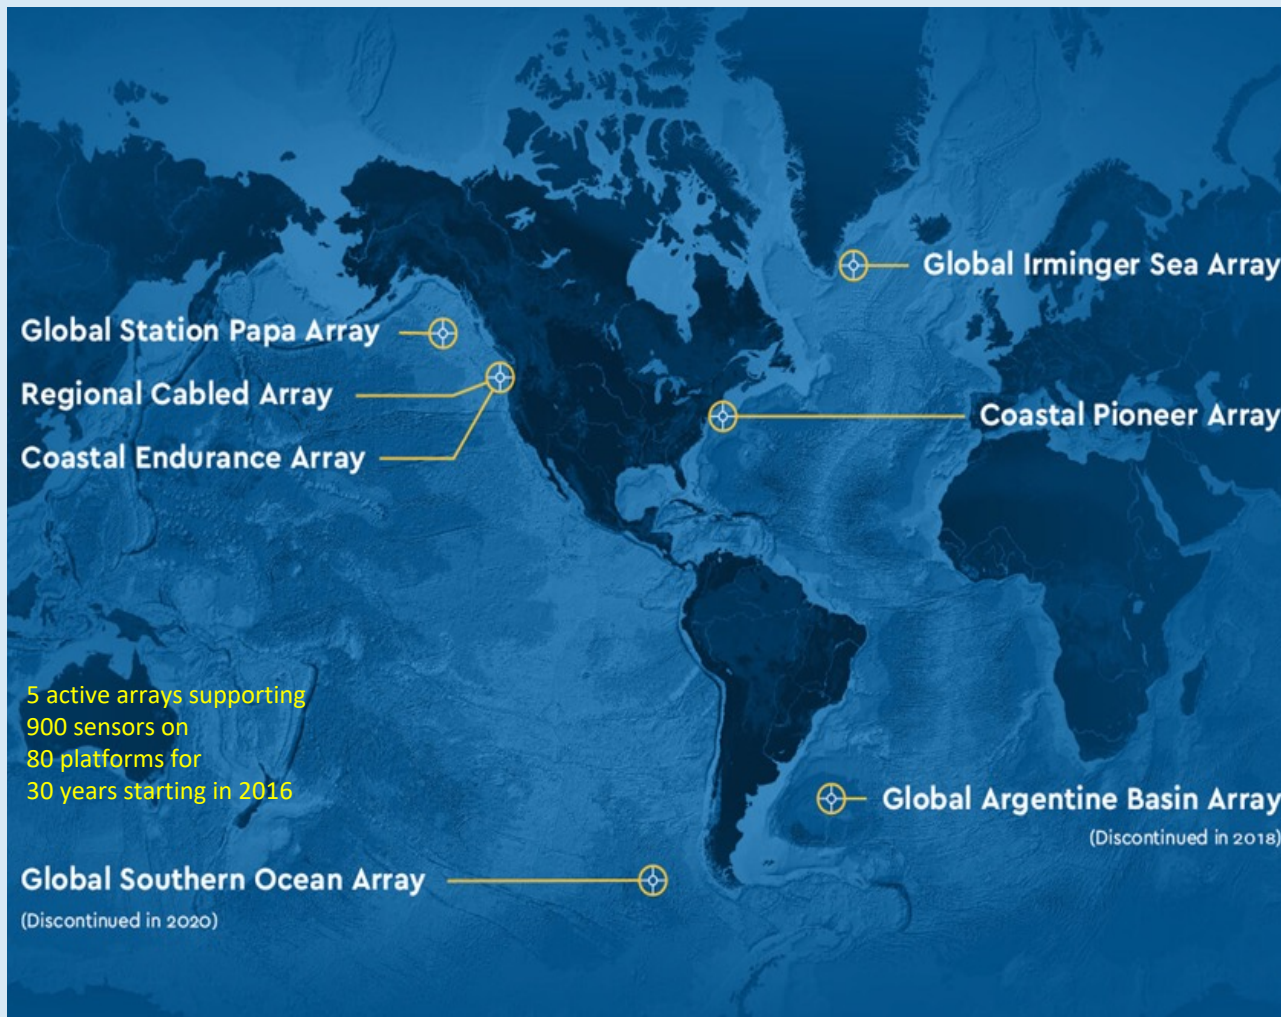 Global Irminger Sea Array
Global Station Papa Array
Regional Cabled Array
Coastal Pioneer Array
Coastal Endurance Array
5 active arrays supporting
900 sensors on
80 platforms for
30 years starting in 2016
Global Argentine Basin Array
(Discontinued in 2018)
Global Southern Ocean Array
(Discontinued in 2020)